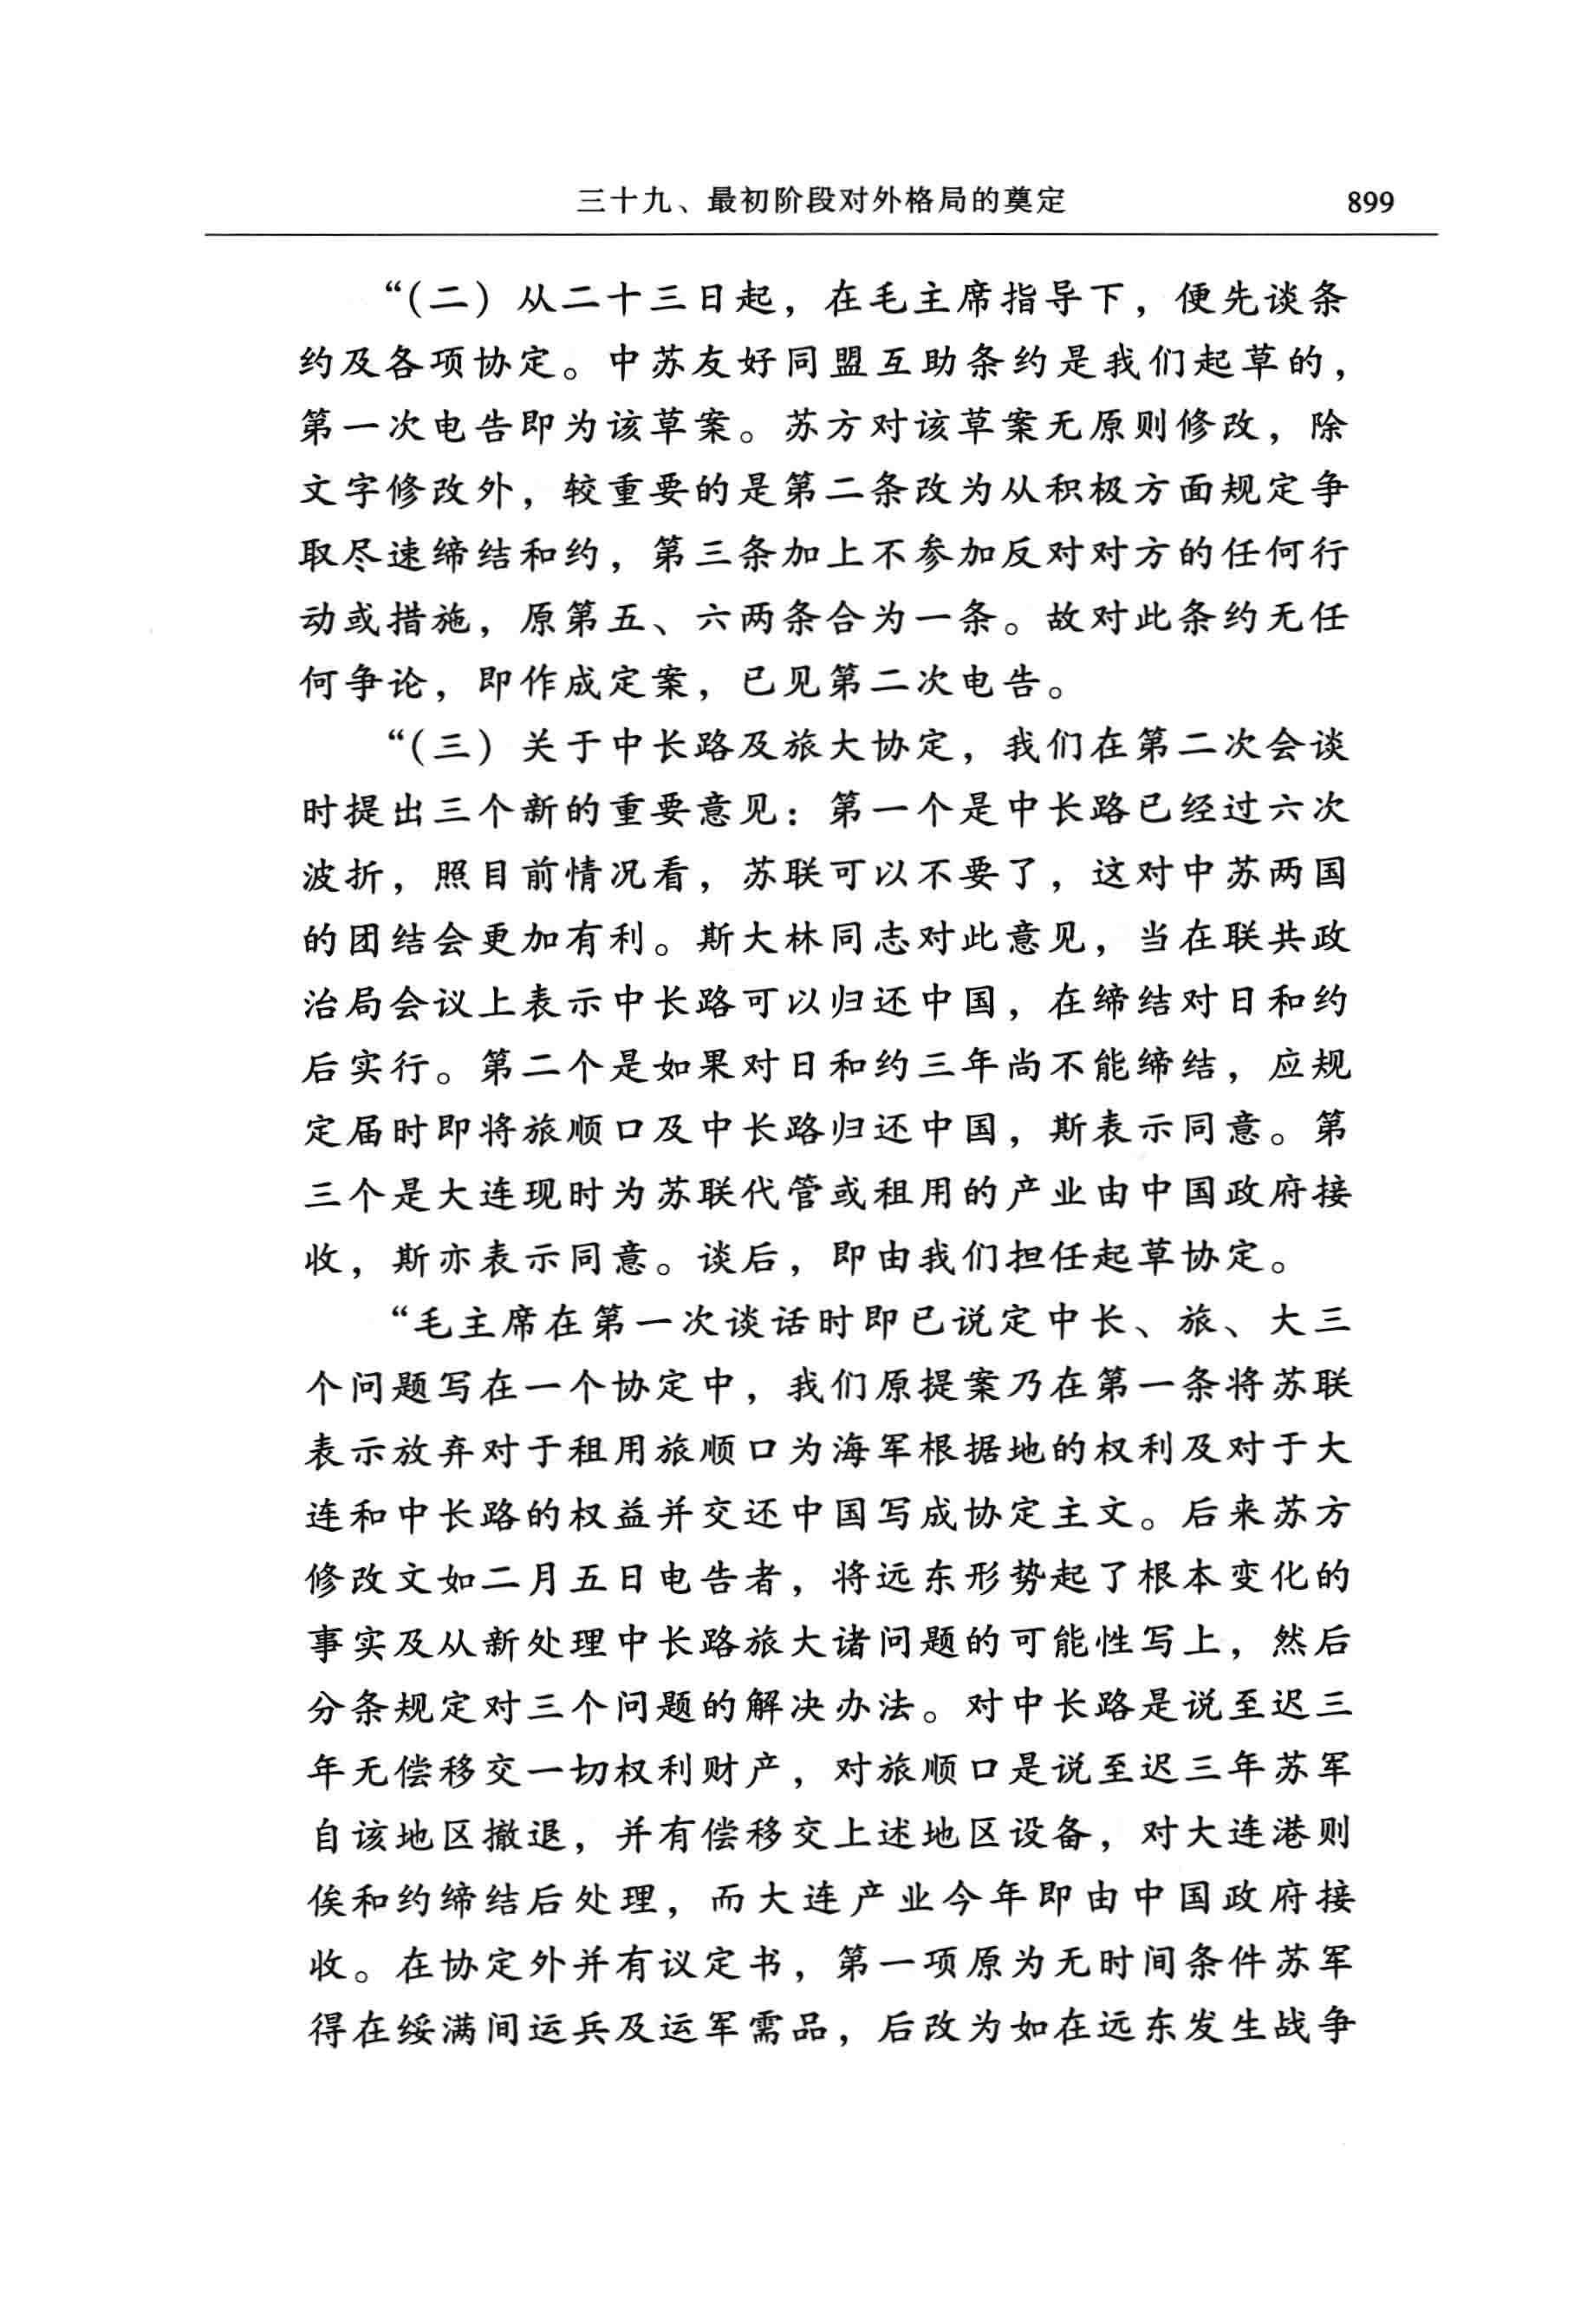 三十九、最初阶段对外格局的奠定 899
“(二) 从二十三日起，在毛主席指导下，便先谈条
约及各项协定。中苏友好同盟互助条约是我们起草的，
第一次电告即为该草案。苏方对该草案无原则修改，除
文字修改外，较重要的是第二条改为从积极方面规定争
取尽速缔结和约，第三条加上不参加反对对方的任何行
动或措施，原第五、六两条合为一条。故对此条约无任
何争论，即作成定案，已见第二次电告。
“(三) 关于中长路及旅大协定，我们在第二次会谈
时提出三个新的重要意见：第一个是中长路已经过六次
波折，照目前情况看，苏联可以不要了，这对中苏两国
的团结会更加有利。斯大林同志对此意见，当在联共政
治局会议上表示中长路可以归还中国，在缔结对日和约
后实行。第二个是如果对日和约三年尚不能缔结，应规
定届时即将旅顺口及中长路归还中国，斯表示同意。第
三个是大连现时为苏联代管或租用的产业由中国政府接
收，斯亦表示同意。谈后，即由我们担任起草协定。
“毛主席在第一次谈话时即已说定中长、旅、大三
个问题写在一个协定中，我们原提案乃在第一条将苏联
表示放弃对于租用旅顺口为海军根据地的权利及对于大
连和中长路的权益并交还中国写成协定主文。后来苏方
修改文如二月五日电告者，将远东形势起了根本变化的
事实及从新处理中长路旅大诸问题的可能性写上，然后
分条规定对三个问题的解决办法。对中长路是说至迟三
年无偿移交一切权利财产，对旅顺口是说至迟三年苏军
自该地区撤退，并有偿移交上述地区设备，对大连港则
俟和约缔结后处理，而大连产业今年即由中国政府接
收。在协定外并有议定书，第一项原为无时间条件苏军
得在绥满间运兵及运军需品，后改为如在远东发生战争